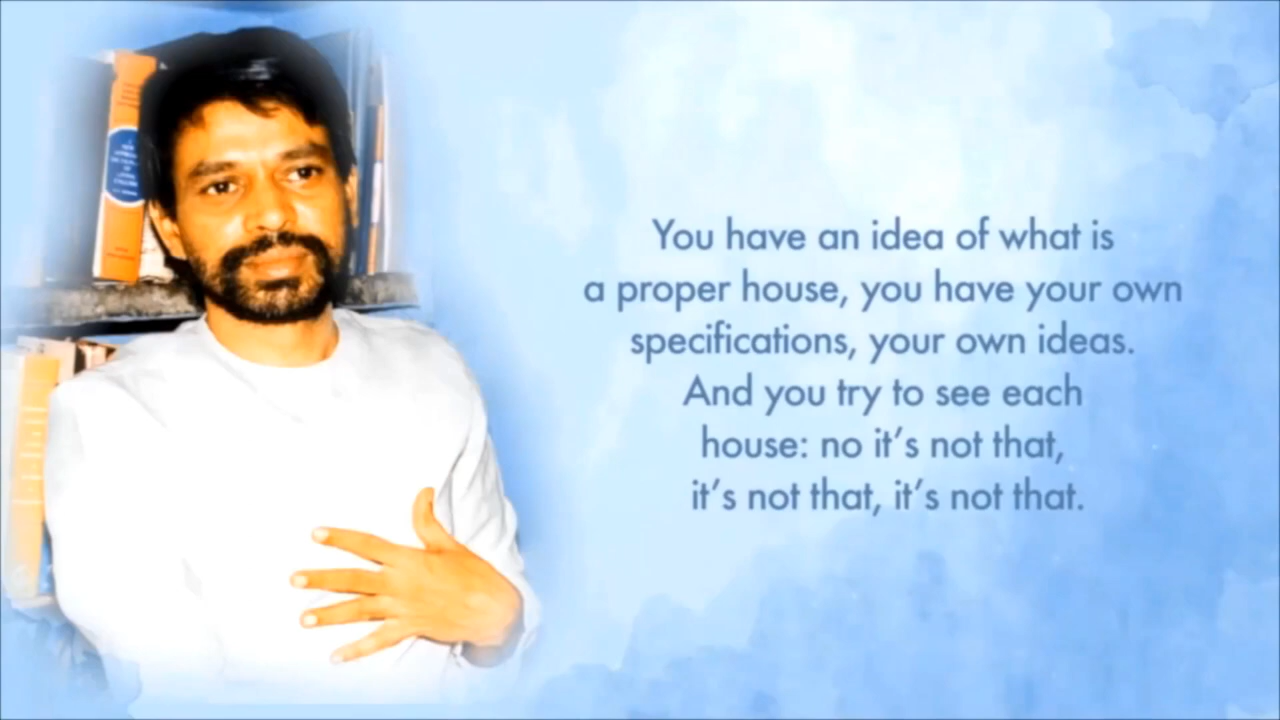 You have an idea of what is
a proper house, you have your own
specifications, your own ideas.
And you try to see each
house: no it’s not that,
it’s not that, it’s not that.